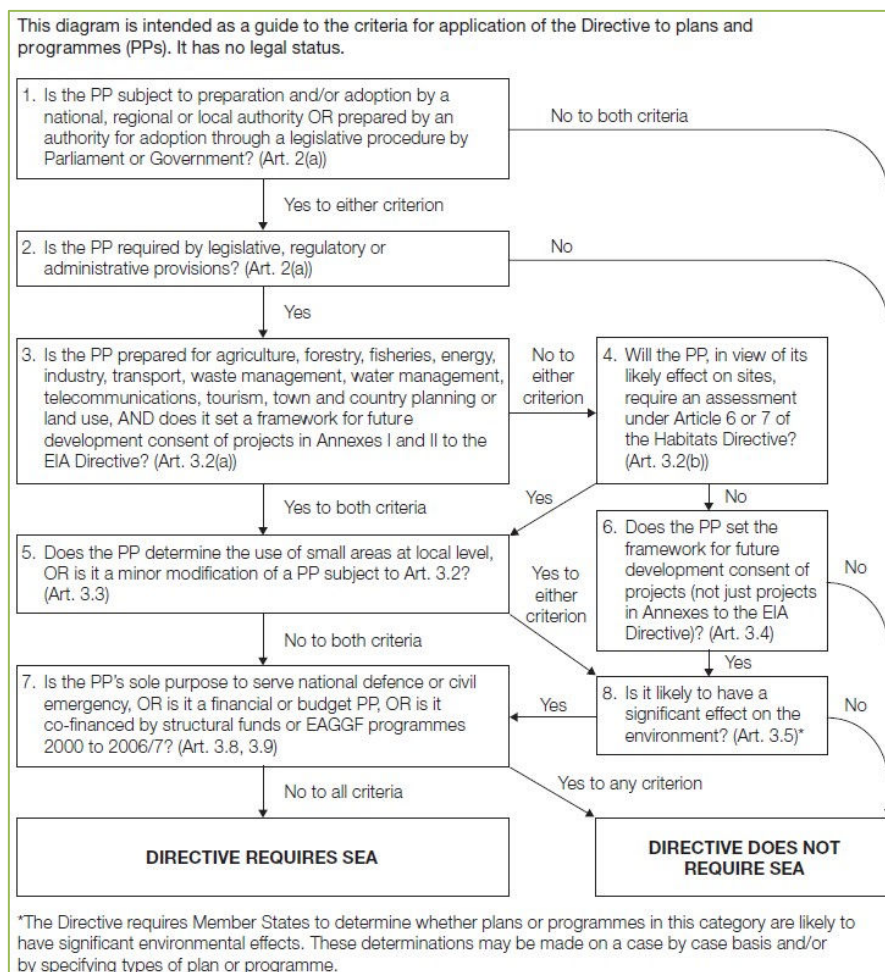 This diagram is intended as a guide to the criteria for application of the Directive to plans and
programmes (PPs). It has no legal status.
1. Is the PP subject to preparation and/or adoption by a
national, regional or local authority OR prepared by an
authority for adoption through a legislative procedure by
Parliament or Government? (Art. 2(a))
No to both criteria
Yes to either criterion
2. Is the PP required by legislative, regulatory or
administrative provisions? (Art. 2(a))
No
Yes
3. Is the PP prepared for agriculture, forestry, fisheries, energy,
industry, transport, waste management, water management,
telecommunications, tourism, town and country planning or
land use, AND does it set a framework for future
development consent of projects in Annexes I and II to the
EIA Directive? (Art. 3.2(a))
No to
either
criterion
4. Will the PP, in view of its
likely effect on sites,
require an assessment
under Article 6 or 7 of
the Habitats Directive?
(Art. 3.2(b))
Yes to both criteria
Yes
No
5. Does the PP determine the use of small areas at local level,
OR is it a minor modification of a PP subject to Art. 3.2?
(Art. 3.3)
Yes to
either
criterion
6. Does the PP set the
framework for future
development consent of
projects (not just projects
in Annexes to the EIA
Directive)? (Art. 3.4)
No
No to both criteria
Yes
7. Is the PP's sole purpose to serve national defence or civil
emergency, OR is it a financial or budget PP, OR is it
co-financed by structural funds or EAGGF programmes
2000 to 2006/7? (Art. 3.8, 3.9)
Yes
8. Is it likely to have a
significant effect on the
environment? (Art. 3.5)*
No
No to all criteria
Yes to any criterion
DIRECTIVE REQUIRES SEA
DIRECTIVE DOES NOT
REQUIRE SEA
*The Directive requires Member States to determine whether plans or programmes in this category are likely to
have significant environmental effects. These determinations may be made on a case by case basis and/or
by specifying types of plan or programme.